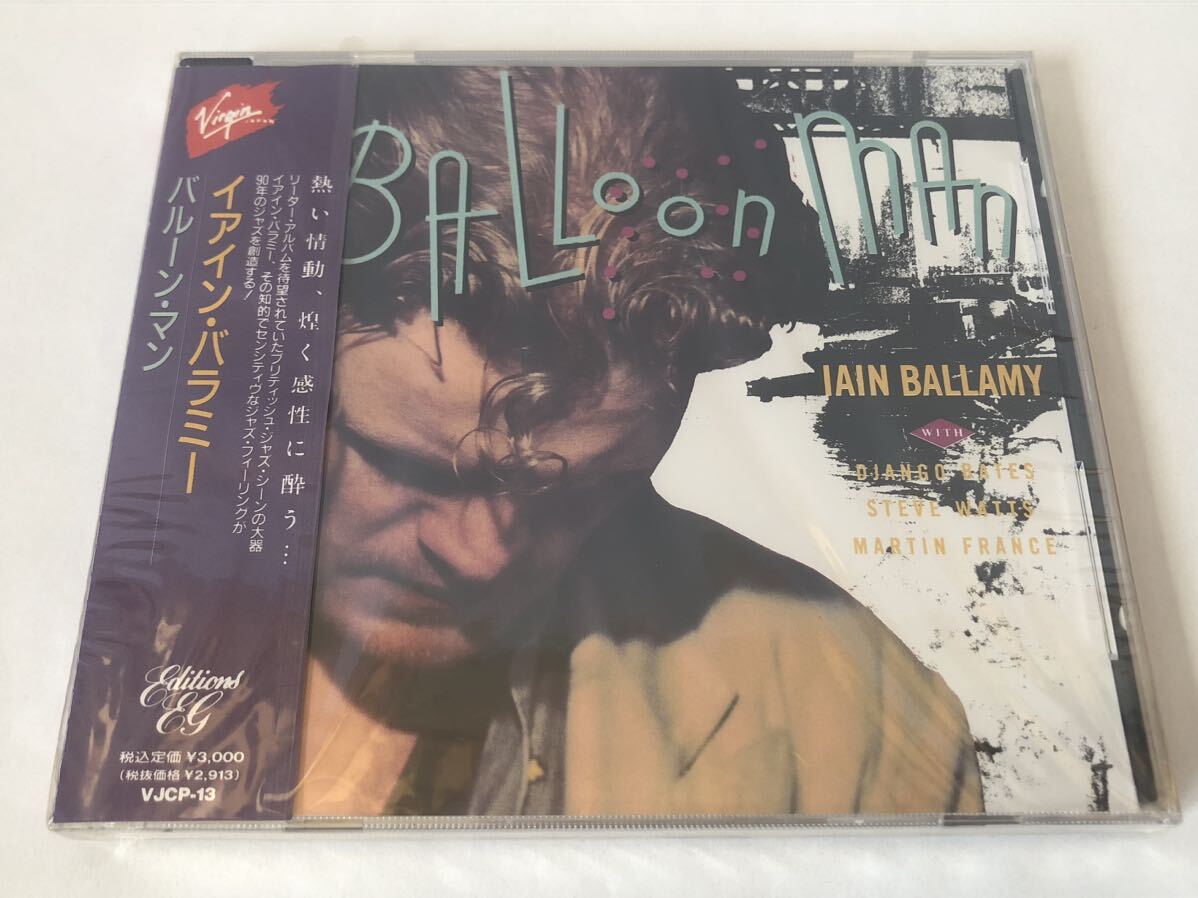 Virgin
JAPAN
熱い情動、煌く感性に酔う…
リーダー・アルバムを待望されていたブリティッシュ・ジャズ・シーンの大器
イアイン・バラミー、その知的でセンシティヴなジャズ・フィーリングが
90年のジャズを創造する!
イアイン・バラミー
バルーン・マン
Editions
EG
税込定価 ¥3,000
(税抜価格 ¥2,913)
VJCP-13
BALLOON MAN
IAIN BALLAMY
WITH
DJANGO BATES
STEVE WATTS
MARTIN FRANCE